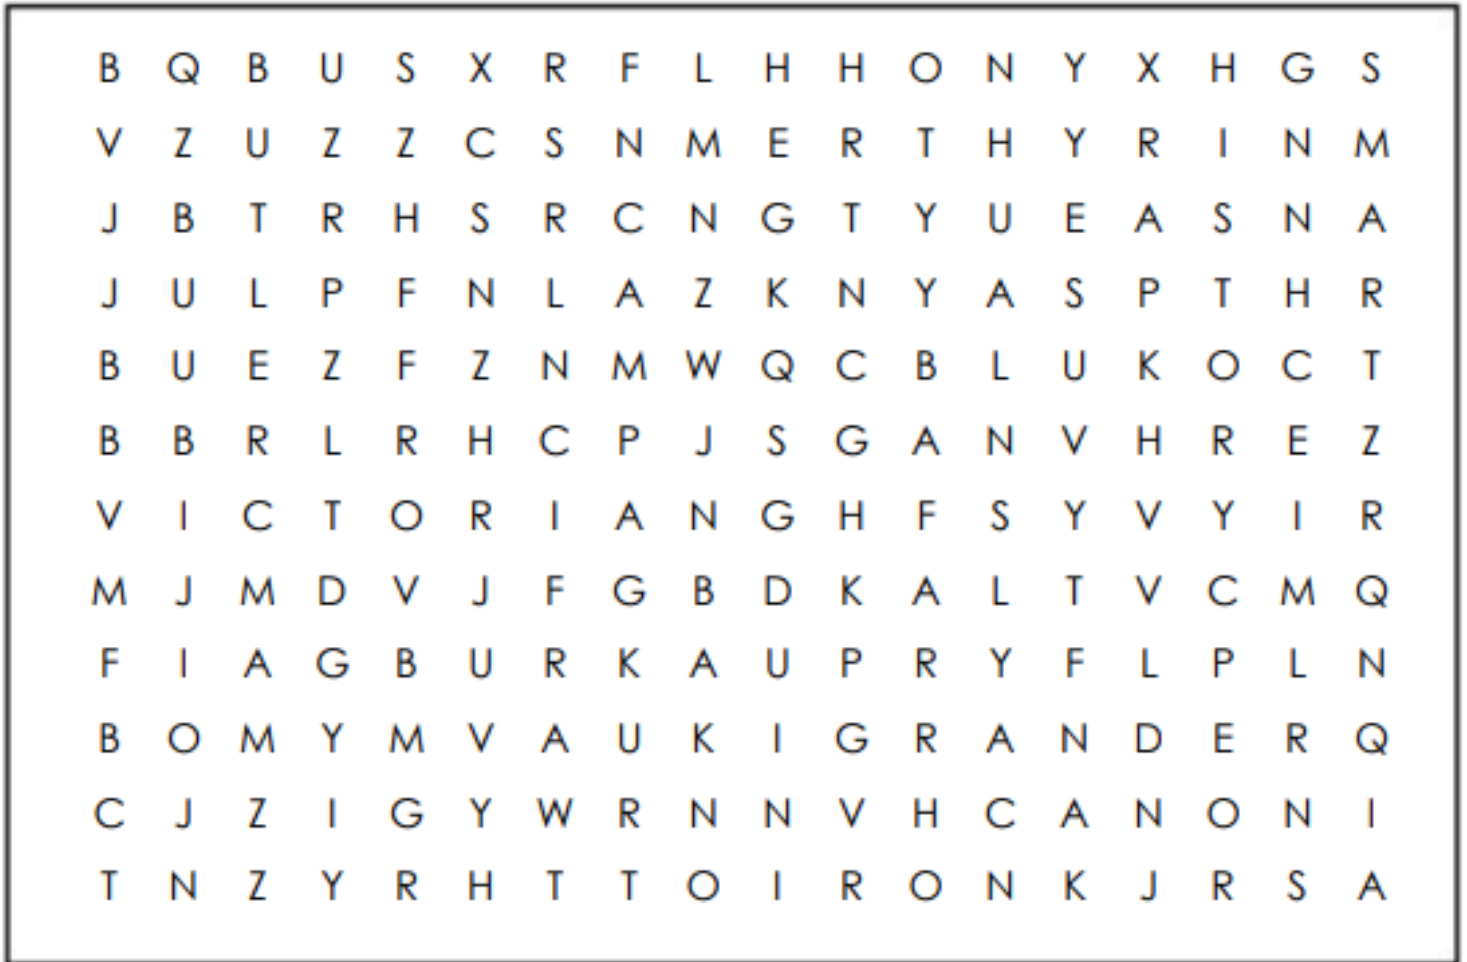 B Q B U S X R F L H H O N Y X H G S
V Z U Z Z C S N M E R T H Y R I N M
J B T R H S R C N G T Y U E A S N A
J U L P F N L A Z K N Y A S P T H R
B U E Z F Z N M W Q C B L U K O C T
B B R L R H C P J S G A N V H R E Z
V I C T O R I A N G H F S Y V Y I R
M J M D V J F G B D K A L T V C M Q
F I A G B U R K A U P R Y F L P L N
B O M Y M V A U K I G R A N D E R Q
C J Z I G Y W R N N V H C A N O N I
T N Z Y R H T T O I R O N K J R S A